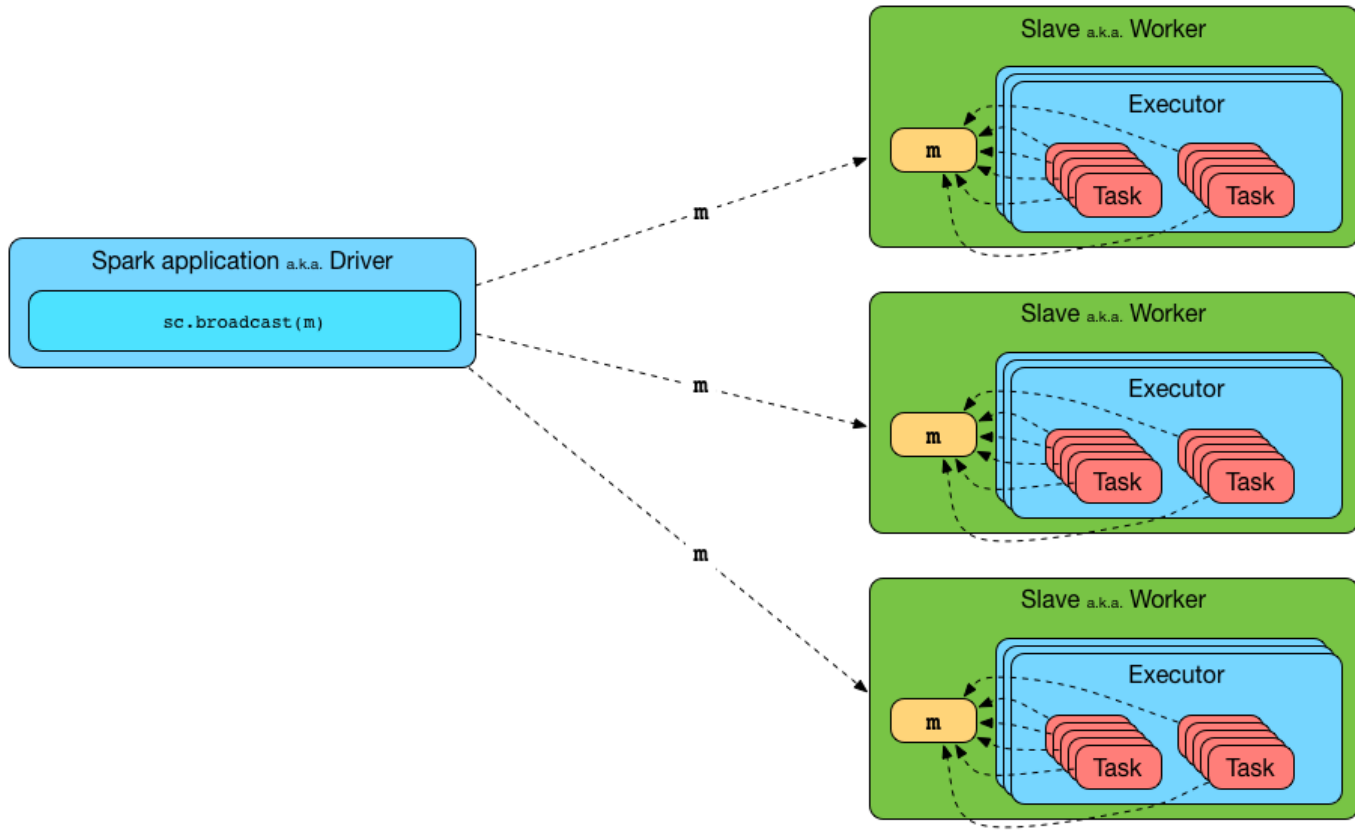 Slave a.k.a. Worker
Executor
m
Task Task
m
Spark application a.k.a. Driver
sc.broadcast(m)
Slave a.k.a. Worker
Executor
m
m
Task Task
m
Slave a.k.a. Worker
Executor
m
Task Task